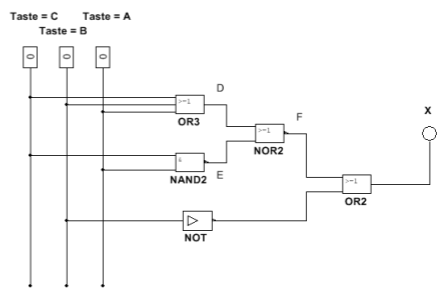 Taste = C Taste = A
Taste = B
0 0 0
D
>=1
OR3
F
>=1
NOR2
X
&
NAND2
E
>=1
OR2
NOT